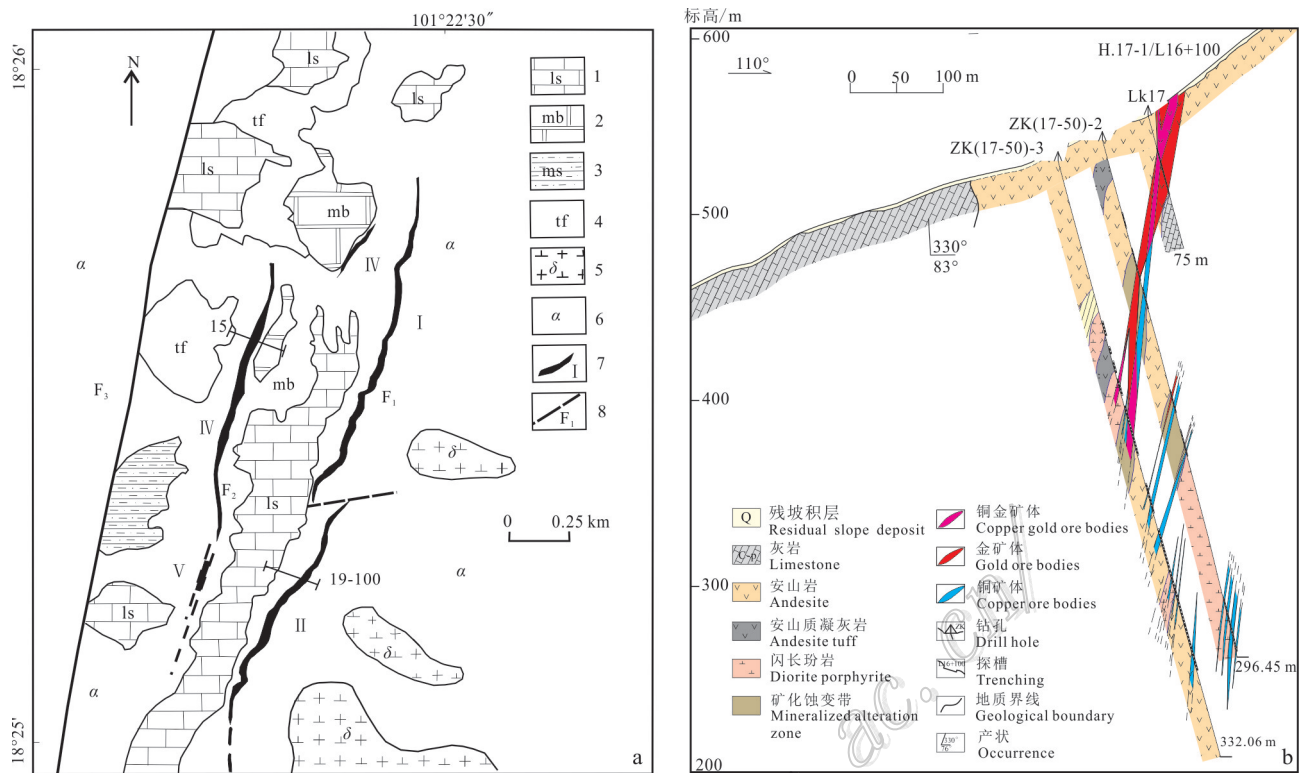 101°22'30"
18°26'
N
ls
tf
ls
ls
mb
α
α
IV
I
15
tf
mb
F₃
F₁
IV
F₂
δ
ls
V
ls
19-100
α
II
α
δ
δ
18°25'
a
0 0.25 km
ls 1
mb 2
ms 3
tf 4
δ 5
α 6
I 7
F₁ 8
标高/m
600
500
400
300
200
110°
0 50 100 m
H.17-1/L16+100
Lk17
ZK(17-50)-2
ZK(17-50)-3
330°
83°
75 m
296.45 m
332.06 m
b
Q 残坡积层
Residual slope deposit
灰岩
Limestone
安山岩
Andesite
安山质凝灰岩
Andesite tuff
闪长玢岩
Diorite porphyrite
矿化蚀变带
Mineralized alteration
zone
铜金矿体
Copper gold ore bodies
金矿体
Gold ore bodies
铜矿体
Copper ore bodies
钻孔
Drill hole
探槽
Trenching
地质界线
Geological boundary
产状
Occurrence
ac. cn/